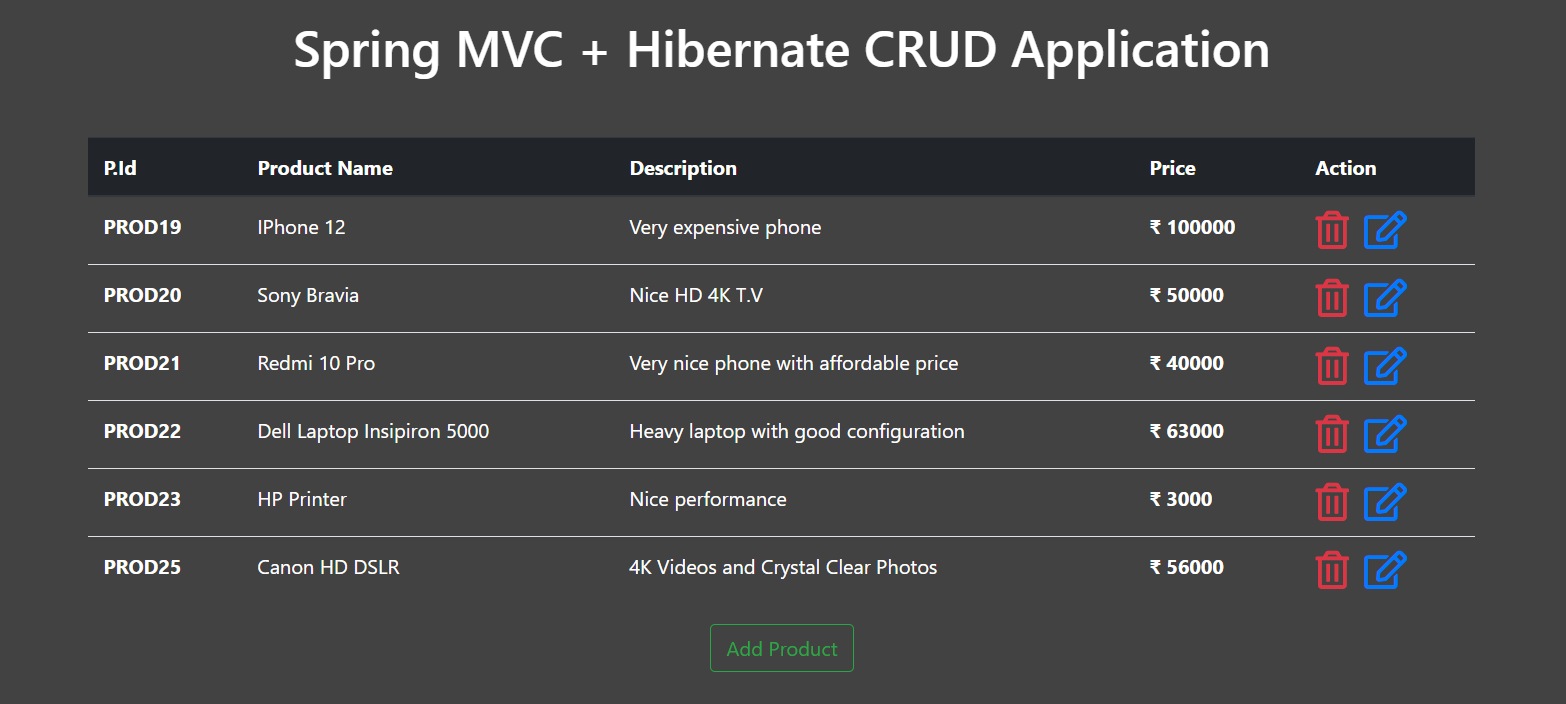 Spring MVC + Hibernate CRUD Application
P.Id Product Name Description Price Action
PROD19 IPhone 12 Very expensive phone ₹ 100000
PROD20 Sony Bravia Nice HD 4K T.V ₹ 50000
PROD21 Redmi 10 Pro Very nice phone with affordable price ₹ 40000
PROD22 Dell Laptop Insipiron 5000 Heavy laptop with good configuration ₹ 63000
PROD23 HP Printer Nice performance ₹ 3000
PROD25 Canon HD DSLR 4K Videos and Crystal Clear Photos ₹ 56000
Add Product